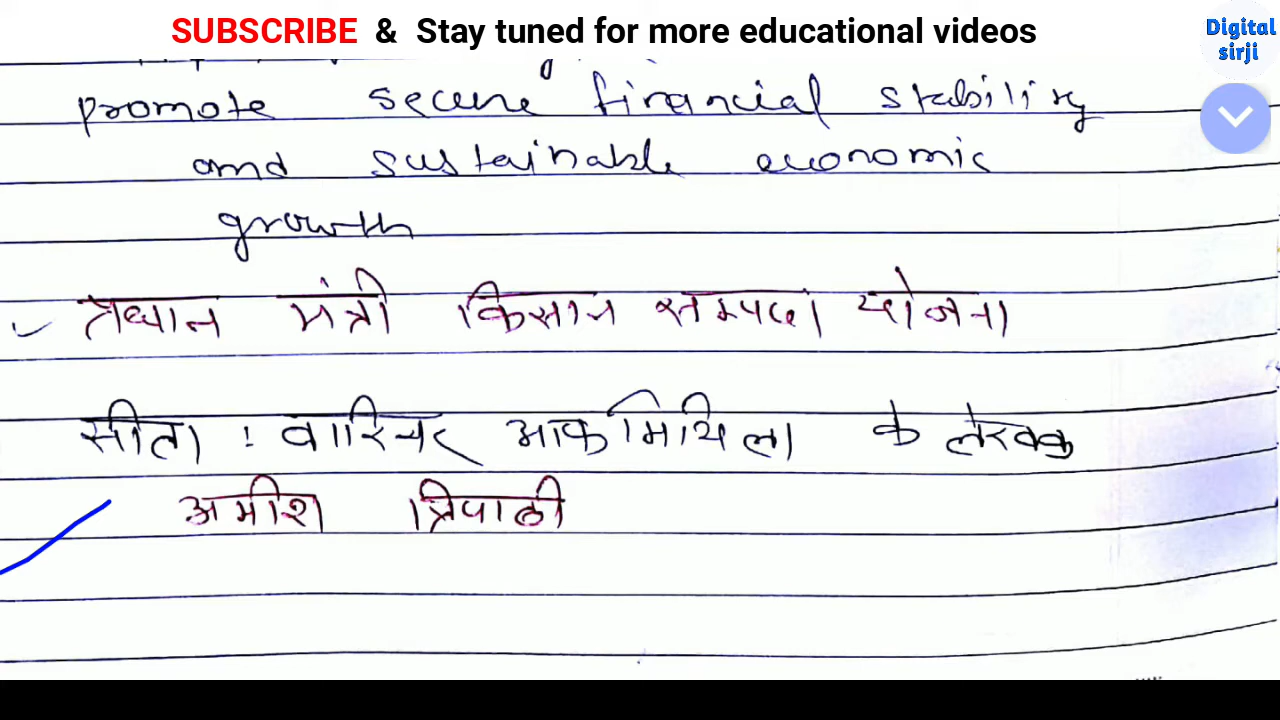 SUBSCRIBE & Stay tuned for more educational videos
Digital
sirji
promote secure financial stability
and sustainable economic
growth
प्रधान मंत्री किसान सम्पदा योजना
सीता : वारियर आफ मिथिला के लेखक
अमीश त्रिपाठी